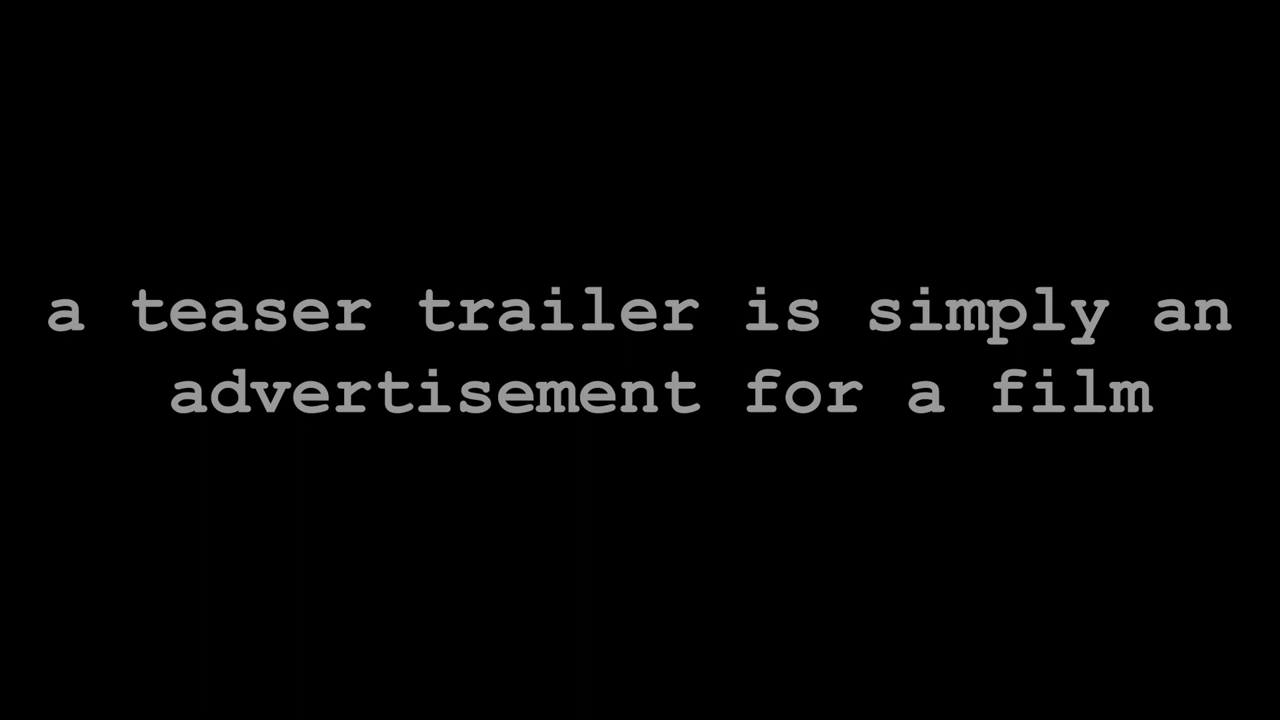 a teaser trailer is simply an
advertisement for a film